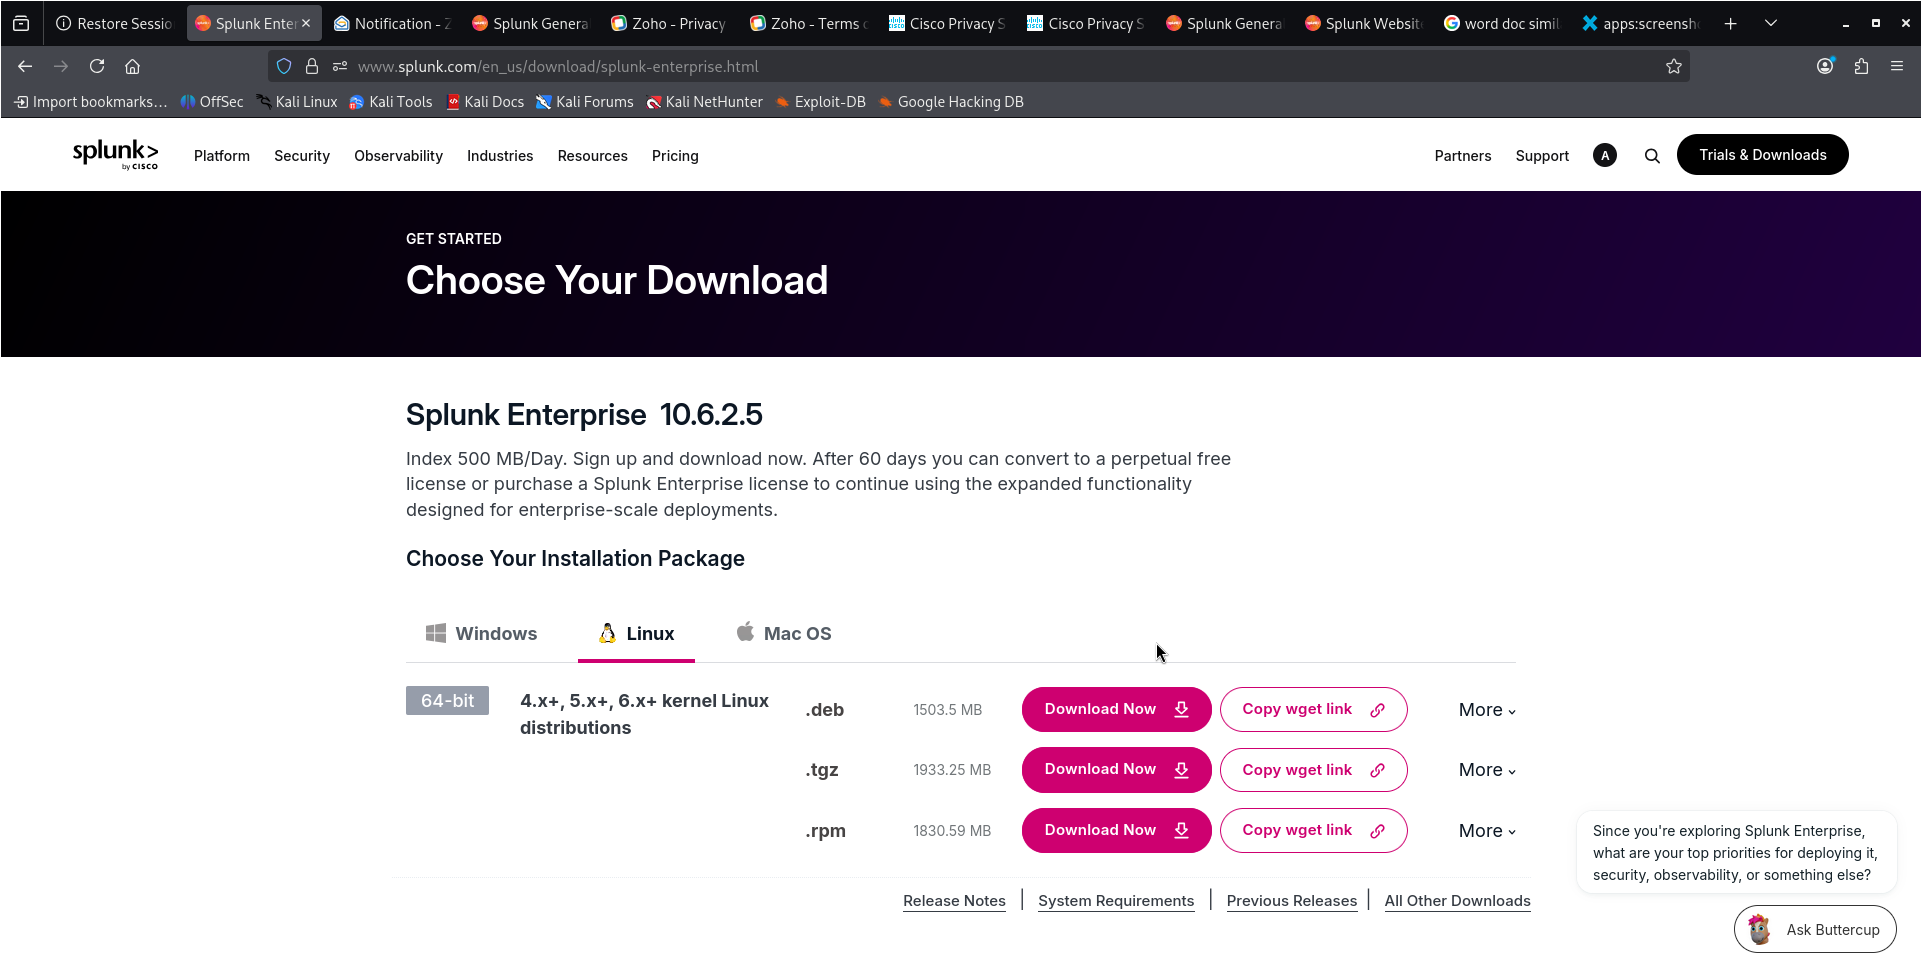 Restore Sessio
Splunk Enter
Notification - Z
Splunk Genera
Zoho - Privacy
Zoho - Terms o
Cisco Privacy S
Cisco Privacy S
Splunk Genera
Splunk Website
word doc simil
apps:screensho
www.splunk.com/en_us/download/splunk-enterprise.html
Import bookmarks... OffSec Kali Linux Kali Tools Kali Docs Kali Forums Kali NetHunter Exploit-DB Google Hacking DB
splunk>
by CISCO
Platform Security Observability Industries Resources Pricing Partners Support A Trials & Downloads
GET STARTED
Choose Your Download
Splunk Enterprise 10.6.2.5
Index 500 MB/Day. Sign up and download now. After 60 days you can convert to a perpetual free
license or purchase a Splunk Enterprise license to continue using the expanded functionality
designed for enterprise-scale deployments.
Choose Your Installation Package
Windows Linux Mac OS
64-bit
4.x+, 5.x+, 6.x+ kernel Linux
distributions
.deb 1503.5 MB Download Now Copy wget link More
.tgz 1933.25 MB Download Now Copy wget link More
.rpm 1830.59 MB Download Now Copy wget link More
Release Notes | System Requirements | Previous Releases | All Other Downloads
Since you're exploring Splunk Enterprise,
what are your top priorities for deploying it,
security, observability, or something else?
Ask Buttercup